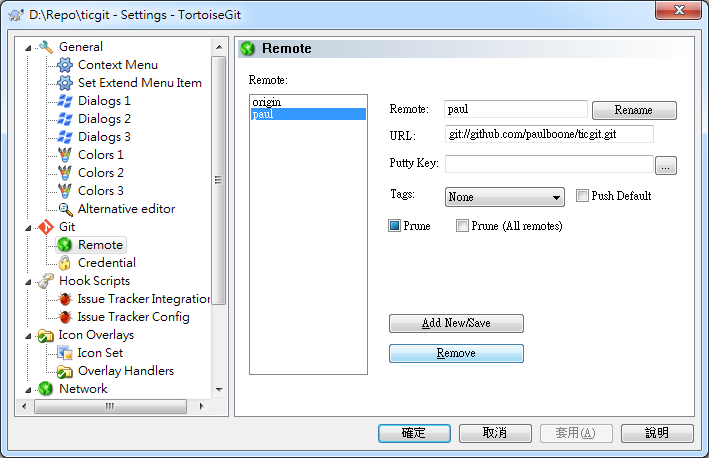 D:\Repo\ticgit - Settings - TortoiseGit
General
Context Menu
Set Extend Menu Item
Dialogs 1
Dialogs 2
Dialogs 3
Colors 1
Colors 2
Colors 3
Alternative editor
Git
Remote
Credential
Hook Scripts
Issue Tracker Integration
Issue Tracker Config
Icon Overlays
Icon Set
Overlay Handlers
Network
Remote
Remote:
origin
paul
Remote: paul Rename
URL: git://github.com/paulboone/ticgit.git
Putty Key: ...
Tags: None Push Default
Prune Prune (All remotes)
Add New/Save
Remove
確定 取消 套用(A) 說明